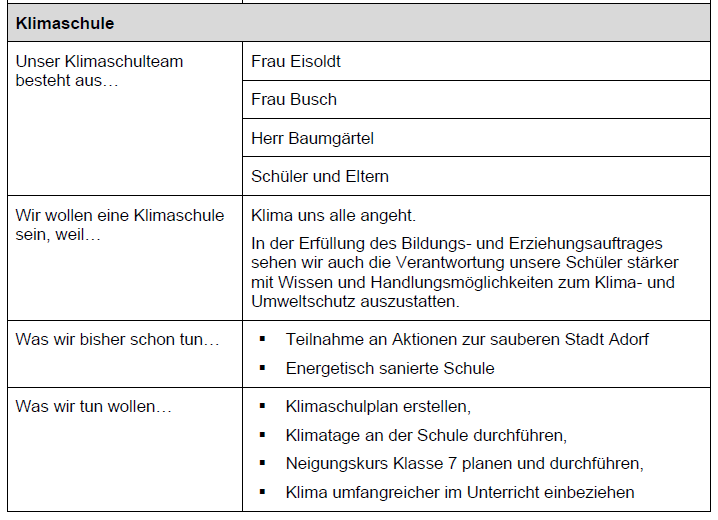 Klimaschule
Unser Klimaschulteam
besteht aus…
Frau Eisoldt
Frau Busch
Herr Baumgärtel
Schüler und Eltern
Wir wollen eine Klimaschule
sein, weil…
Klima uns alle angeht.
In der Erfüllung des Bildungs- und Erziehungsauftrages
sehen wir auch die Verantwortung unsere Schüler stärker
mit Wissen und Handlungsmöglichkeiten zum Klima- und
Umweltschutz auszustatten.
Was wir bisher schon tun…
▪ Teilnahme an Aktionen zur sauberen Stadt Adorf
▪ Energetisch sanierte Schule
Was wir tun wollen…
▪ Klimaschulplan erstellen,
▪ Klimatage an der Schule durchführen,
▪ Neigungskurs Klasse 7 planen und durchführen,
▪ Klima umfangreicher im Unterricht einbeziehen